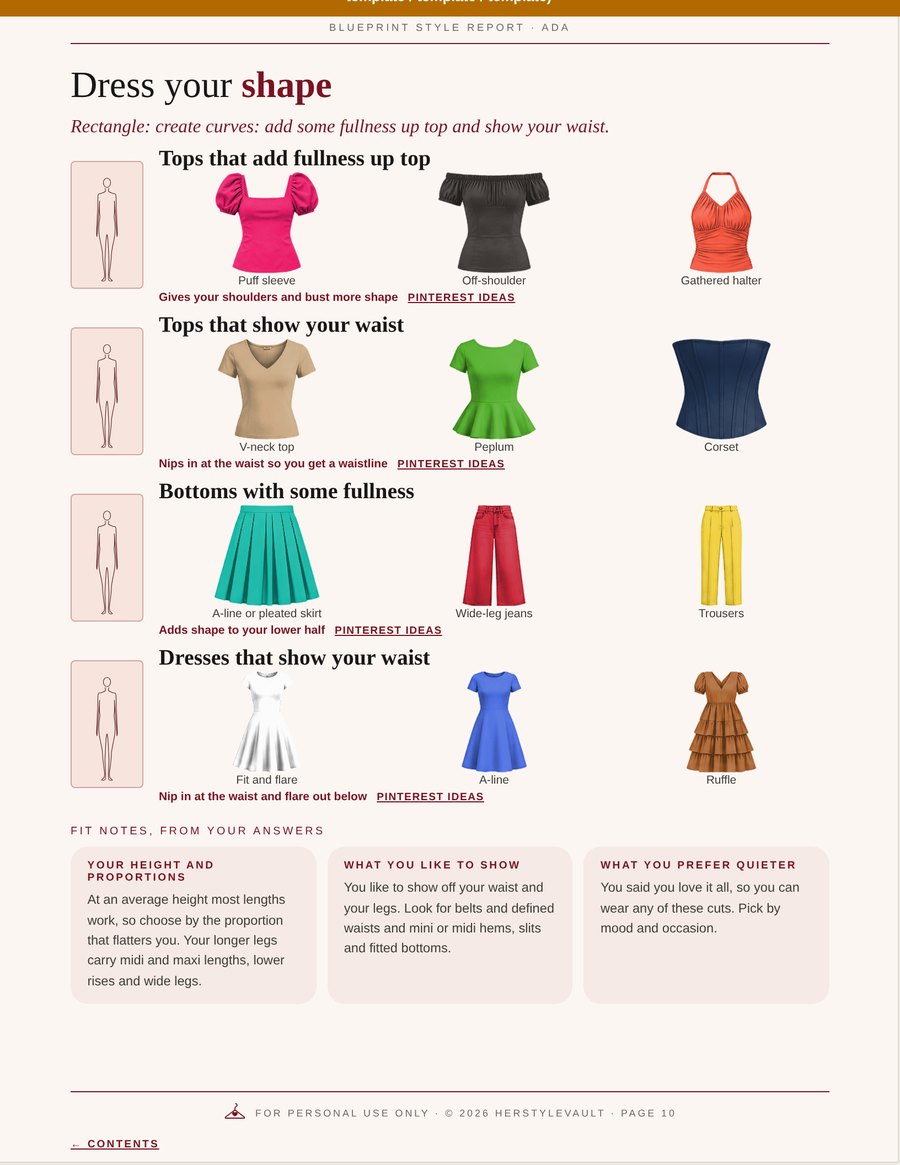 BLUEPRINT STYLE REPORT · ADA
Dress your shape
Rectangle: create curves: add some fullness up top and show your waist.
Tops that add fullness up top
Puff sleeve
Off-shoulder
Gathered halter
Gives your shoulders and bust more shape PINTEREST IDEAS
Tops that show your waist
V-neck top
Peplum
Corset
Nips in at the waist so you get a waistline PINTEREST IDEAS
Bottoms with some fullness
A-line or pleated skirt
Wide-leg jeans
Trousers
Adds shape to your lower half PINTEREST IDEAS
Dresses that show your waist
Fit and flare
A-line
Ruffle
Nip in at the waist and flare out below PINTEREST IDEAS
FIT NOTES, FROM YOUR ANSWERS
YOUR HEIGHT AND
PROPORTIONS
At an average height most lengths
work, so choose by the proportion
that flatters you. Your longer legs
carry midi and maxi lengths, lower
rises and wide legs.
WHAT YOU LIKE TO SHOW
You like to show off your waist and
your legs. Look for belts and defined
waists and mini or midi hems, slits
and fitted bottoms.
WHAT YOU PREFER QUIETER
You said you love it all, so you can
wear any of these cuts. Pick by
mood and occasion.
FOR PERSONAL USE ONLY · © 2026 HERSTYLEVAULT · PAGE 10
← CONTENTS